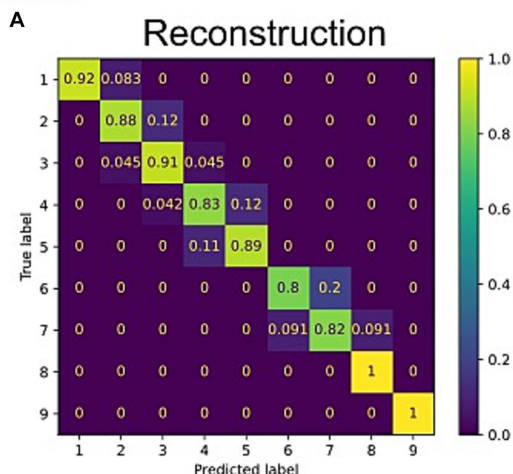 A
Reconstruction
1 0.92 0.083 0 0 0 0 0 0 0 1.0
2 0 0.88 0.12 0 0 0 0 0 0 0.8
3 0 0.045 0.91 0.045 0 0 0 0 0
4 0 0 0.042 0.83 0.12 0 0 0 0 0.6
5 0 0 0 0.11 0.89 0 0 0 0
6 0 0 0 0 0 0.8 0.2 0 0 0.4
7 0 0 0 0 0 0.091 0.82 0.091 0 0.2
8 0 0 0 0 0 0 0 1 0
9 0 0 0 0 0 0 0 0 1 0.0
True label
1 2 3 4 5 6 7 8 9
Predicted label